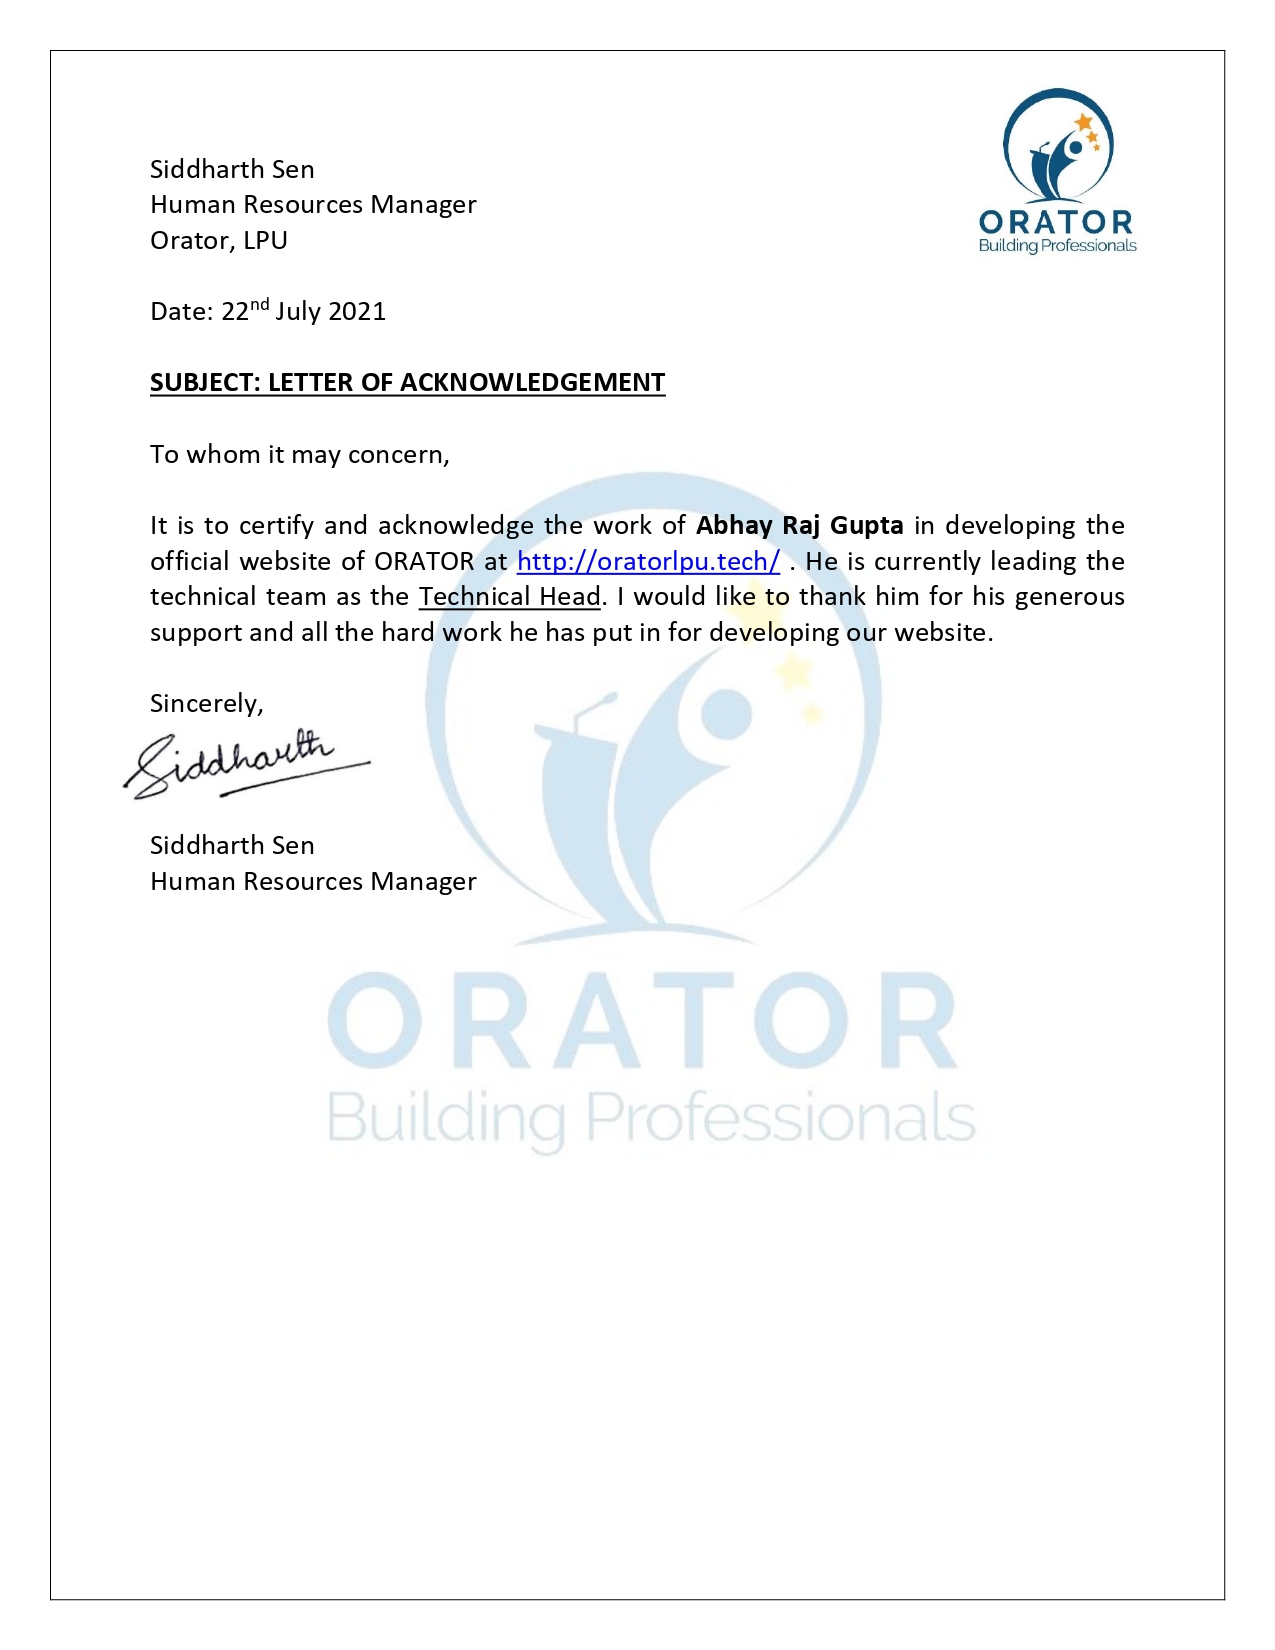 ORATOR
Building Professionals
Siddharth Sen
Human Resources Manager
Orator, LPU
Date: 22nd July 2021
SUBJECT: LETTER OF ACKNOWLEDGEMENT
To whom it may concern,
It is to certify and acknowledge the work of Abhay Raj Gupta in developing the
official website of ORATOR at http://oratorlpu.tech/ . He is currently leading the
technical team as the Technical Head. I would like to thank him for his generous
support and all the hard work he has put in for developing our website.
Sincerely,
Siddharth
Siddharth Sen
Human Resources Manager
ORATOR
Building Professionals